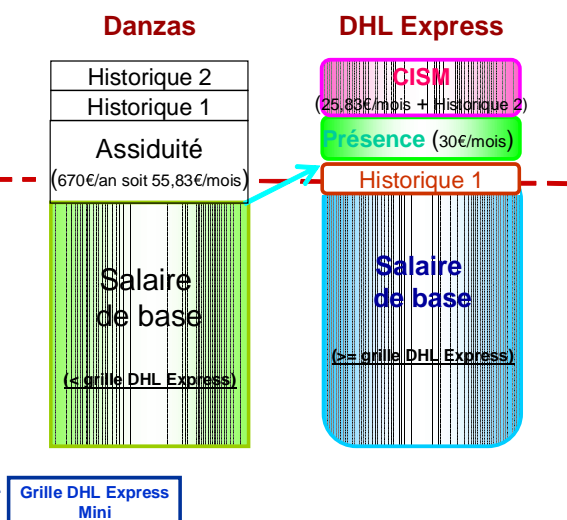 Danzas
Historique 2
Historique 1
Assiduité
(670€/an soit 55,83€/mois)
Salaire
de base
(< grille DHL Express)
DHL Express
CISM
(25,83€/mois + Historique 2)
Présence (30€/mois)
Historique 1
Salaire
de base
(>= grille DHL Express)
Grille DHL Express
Mini